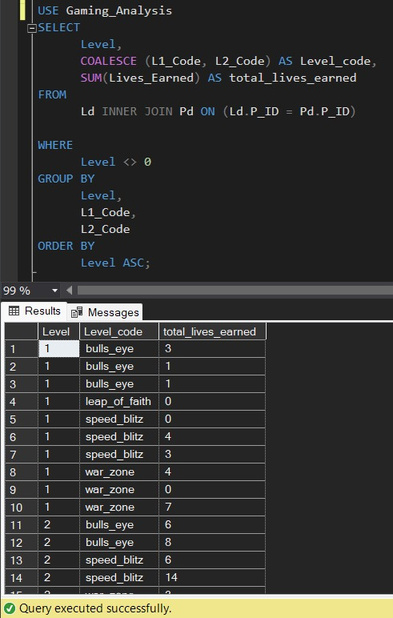 USE Gaming_Analysis
SELECT
Level,
COALESCE (L1_Code, L2_Code) AS Level_code,
SUM(Lives_Earned) AS total_lives_earned
FROM
Ld INNER JOIN Pd ON (Ld.P_ID = Pd.P_ID)
WHERE
Level <> 0
GROUP BY
Level,
L1_Code,
L2_Code
ORDER BY
Level ASC;
99 %
Results Messages
Level Level_code total_lives_earned
1 1 bulls_eye 3
2 1 bulls_eye 1
3 1 bulls_eye 1
4 1 leap_of_faith 0
5 1 speed_blitz 0
6 1 speed_blitz 4
7 1 speed_blitz 3
8 1 war_zone 4
9 1 war_zone 0
10 1 war_zone 7
11 2 bulls_eye 6
12 2 bulls_eye 8
13 2 speed_blitz 6
14 2 speed_blitz 14
Query executed successfully.